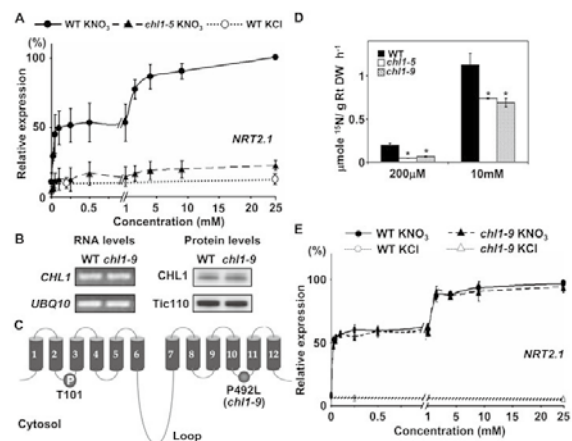 A
WT KNO3 chl1-5 KNO3 WT KCl
(%)
Relative expression
100
50
0
0 0.5 1 5 10 15 20 25
NRT2.1
Concentration (mM)
B
RNA levels Protein levels
WT chl1-9 WT chl1-9
CHL1 CHL1
UBQ10 Tic110
C
1 2 3 4 5 6 7 8 9 10 11 12
P
T101 P492L
(chl1-9)
Cytosol
Loop
D
WT
chl1-5
chl1-9
µmole 15N/ g Rt DW h-1
1
0.5
0
* * * *
200µM 10mM
E
WT KNO3 chl1-9 KNO3
WT KCl chl1-9 KCl
(%)
Relative expression
100
50
0
0 0.5 1 5 10 15 20 25
NRT2.1
Concentration (mM)